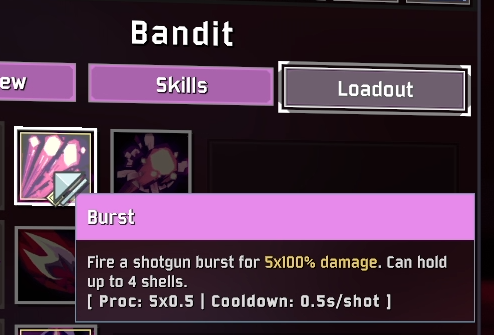 Bandit
ew
Skills
Loadout
Burst
Fire a shotgun burst for 5x100% damage. Can hold
up to 4 shells.
[ Proc: 5x0.5 | Cooldown: 0.5s/shot ]